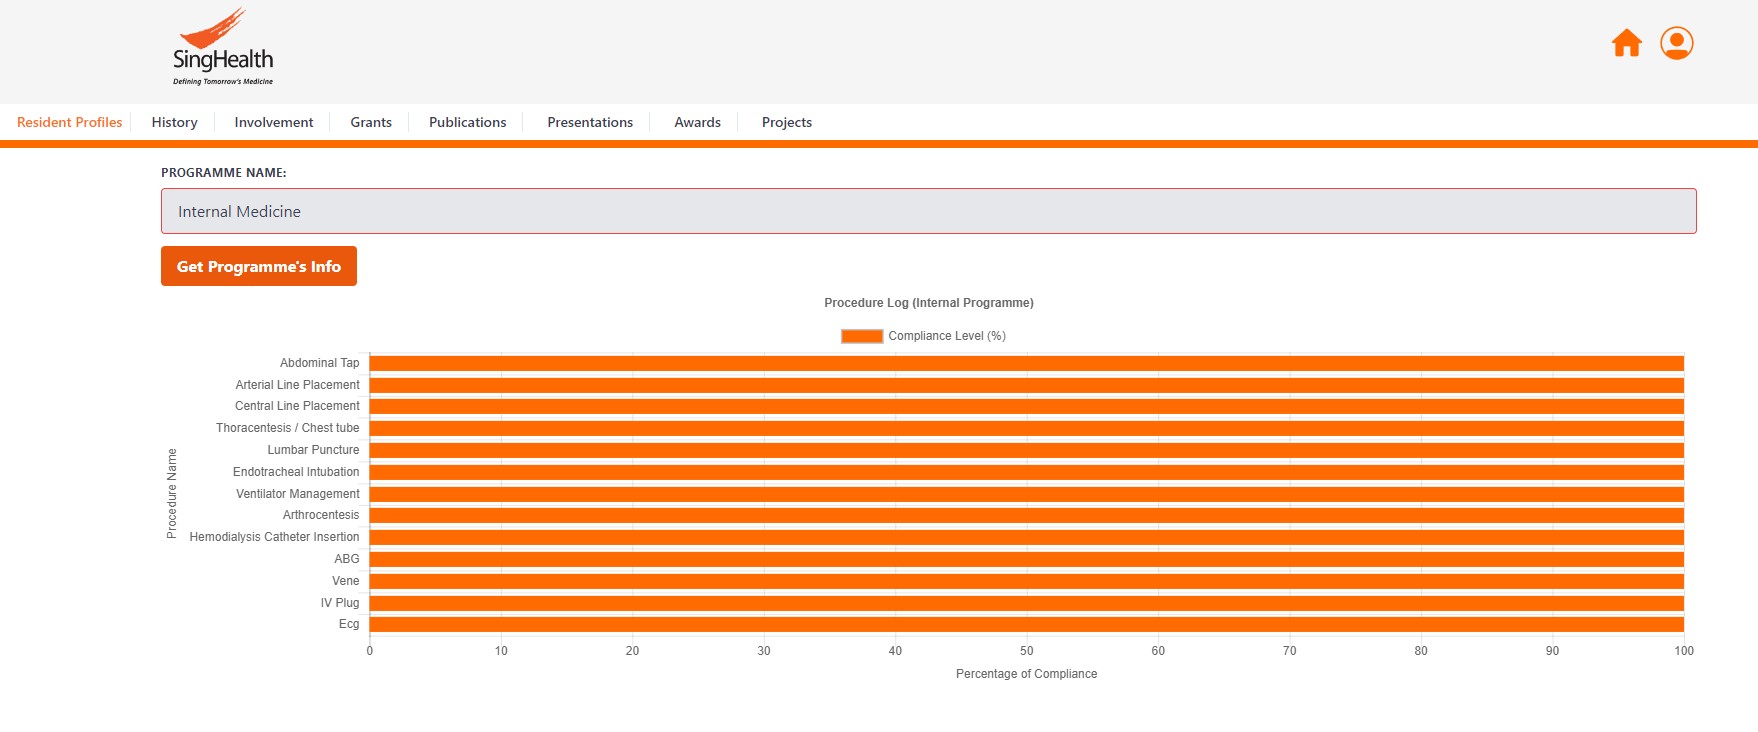 SingHealth
Defining Tomorrow's Medicine
Resident Profiles History Involvement Grants Publications Presentations Awards Projects
PROGRAMME NAME:
Internal Medicine
Get Programme's Info
Procedure Log (Internal Programme)
Compliance Level (%)
Procedure Name
Abdominal Tap
Arterial Line Placement
Central Line Placement
Thoracentesis / Chest tube
Lumbar Puncture
Endotracheal Intubation
Ventilator Management
Arthrocentesis
Hemodialysis Catheter Insertion
ABG
Vene
IV Plug
Ecg
0 10 20 30 40 50 60 70 80 90 100
Percentage of Compliance